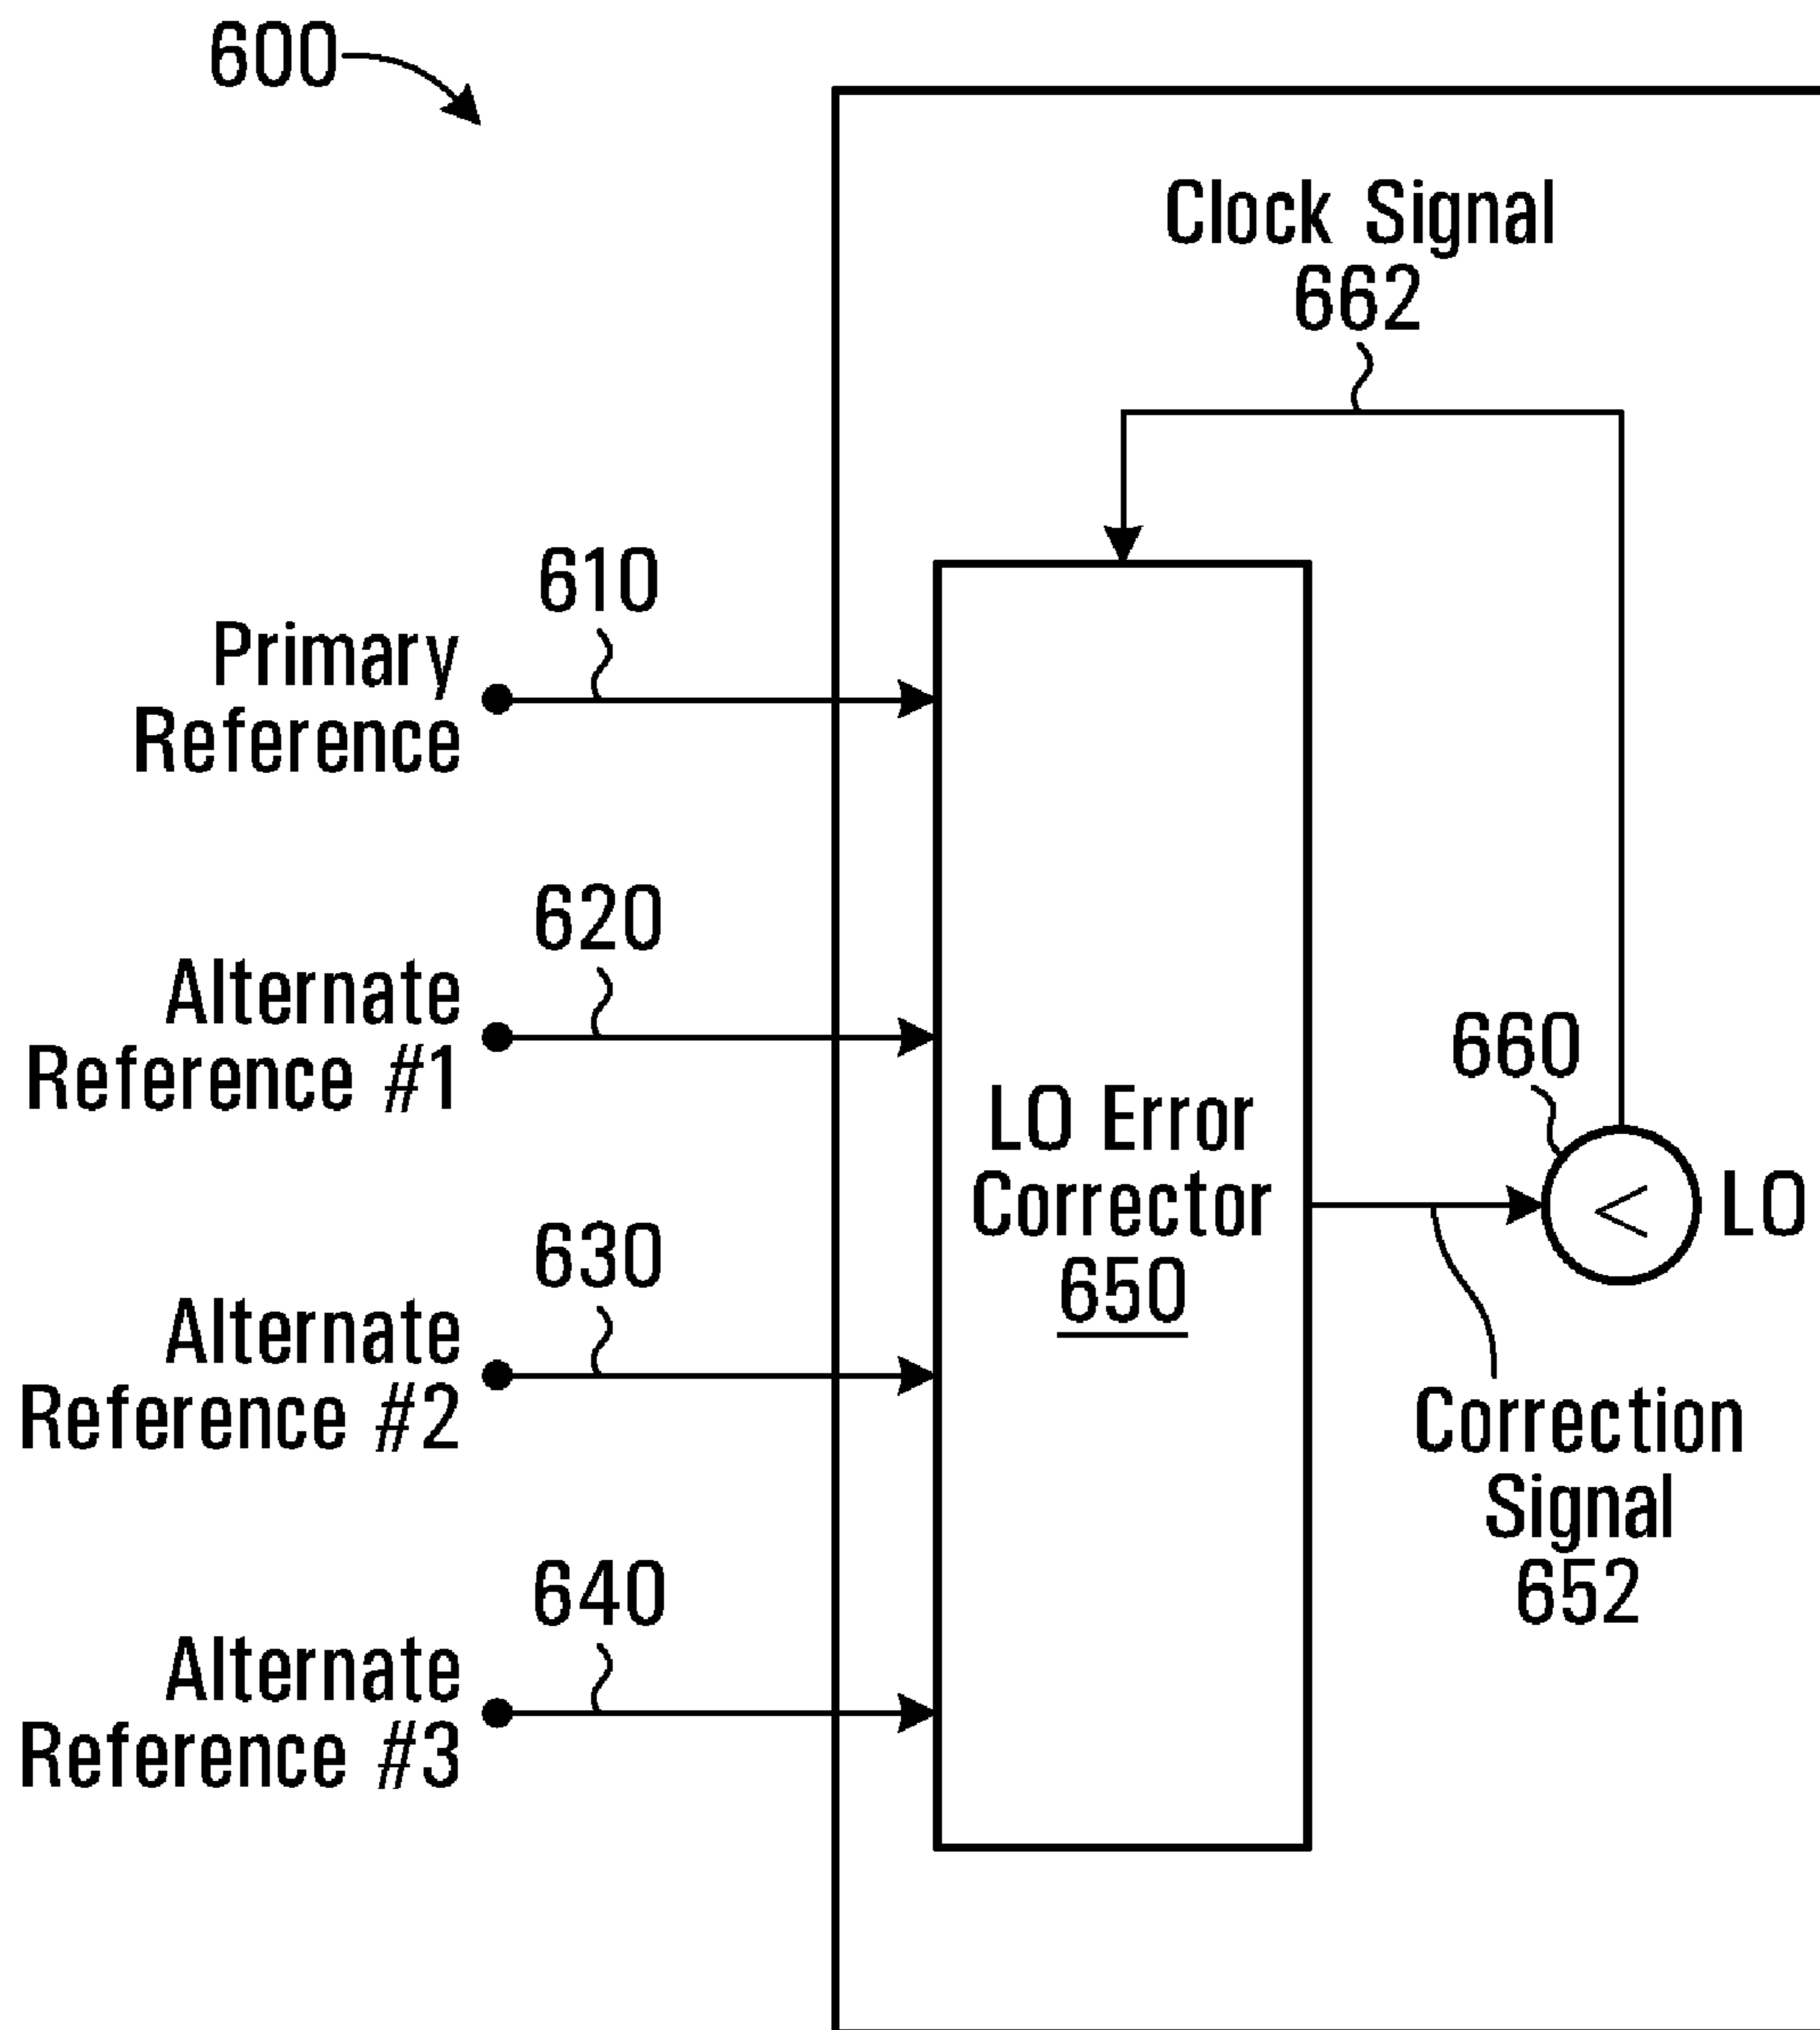 600
Clock Signal
662
610
Primary
Reference
620
Alternate
Reference #1
630
Alternate
Reference #2
640
Alternate
Reference #3
LO Error
Corrector
650
660
<
LO
Correction
Signal
652